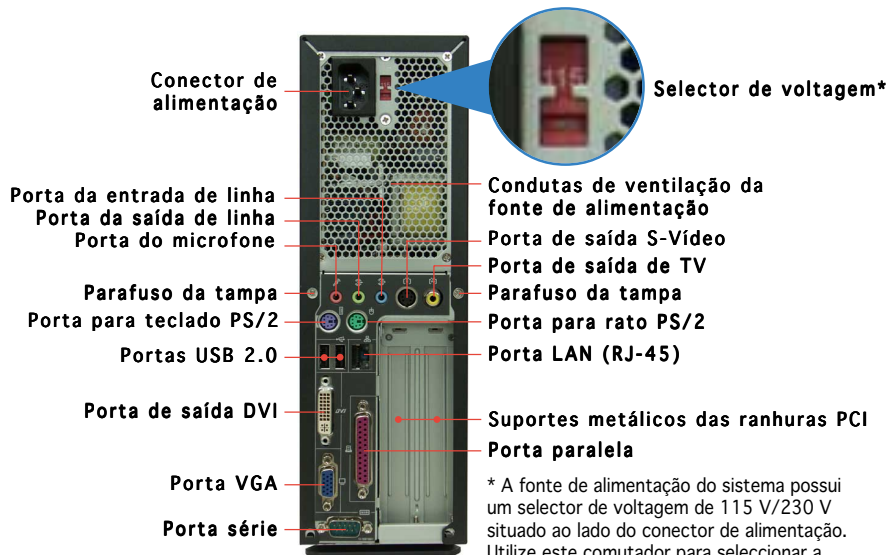 Conector de
alimentação
115
Selector de voltagem*
Porta da entrada de linha
Porta da saída de linha
Porta do microfone
Condutas de ventilação da
fonte de alimentação
Porta de saída S-Vídeo
Porta de saída de TV
Parafuso da tampa
Parafuso da tampa
Porta para teclado PS/2
Porta para rato PS/2
Portas USB 2.0
Porta LAN (RJ-45)
Porta de saída DVI
Suportes metálicos das ranhuras PCI
Porta paralela
Porta VGA
Porta série
* A fonte de alimentação do sistema possui
um selector de voltagem de 115 V/230 V
situado ao lado do conector de alimentação.
Utilize este comutador para seleccionar a